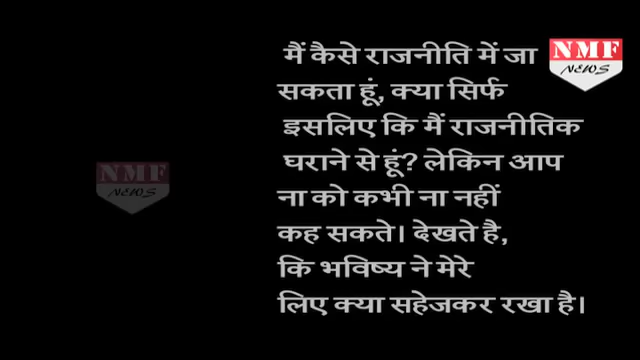 मैं कैसे राजनीति में जा
सकता हूं, क्या सिर्फ
इसलिए कि मैं राजनीतिक
घराने से हूं? लेकिन आप
ना को कभी ना नहीं
कह सकते। देखते है,
कि भविष्य ने मेरे
लिए क्या सहेजकर रखा है।
NMF
NEWS
NMF
NEWS